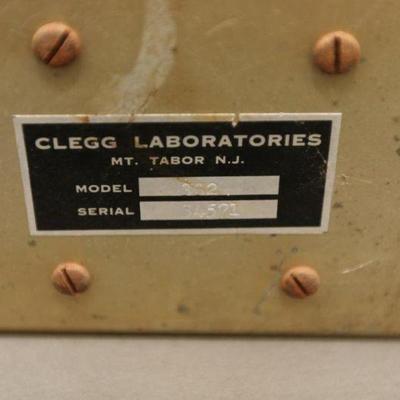 CLEGG LABORATORIES
MT. TABOR N.J.
MODEL
SERIAL